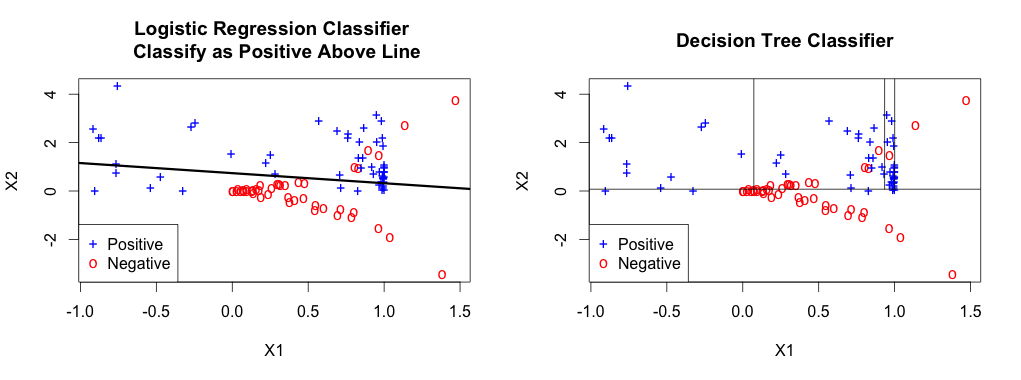 Logistic Regression Classifier
Classify as Positive Above Line
X2
4
2
0
-2
Positive
Negative
-1.0 -0.5 0.0 0.5 1.0 1.5
X1
Decision Tree Classifier
X2
4
2
0
-2
Positive
Negative
-1.0 -0.5 0.0 0.5 1.0 1.5
X1